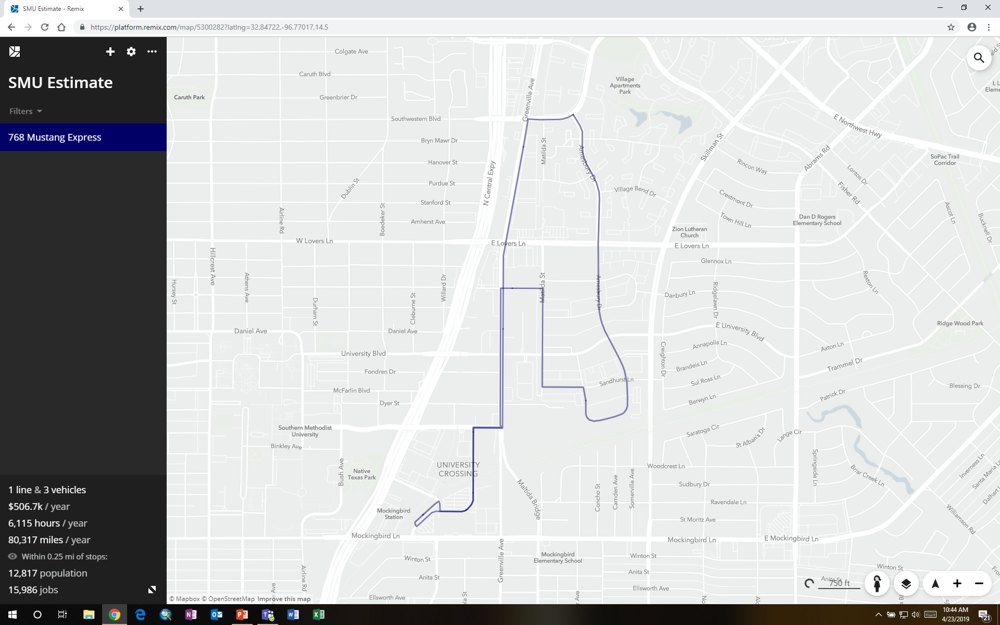 SMU Estimate - Remix
https://platform.remix.com/map/5300282?latlng=32.84722,-96.77017,14.5
SMU Estimate
Filters
768 Mustang Express
1 line & 3 vehicles
$506.7k / year
6,115 hours / year
80,317 miles / year
Within 0.25 mi of stops:
12,817 population
15,986 jobs
Colgate Ave
Caruth Blvd
Caruth Park
Greenbrier Dr
Southwestern Blvd
Bryn Mawr Dr
Hanover St
Purdue St
Dublin St
Stanford St
Amherst Ave
Airline Rd
Boedeker St
W Lovers Ln
Hillcrest Ave
Hursey St
Athens Ave
Durham St
Cleburne St
Willard Dr
Daniel Ave
Daniel Ave
University Blvd
Fondren Dr
McFarlin Blvd
Dyer St
Southern Methodist
University
Binkley Ave
Bush Ave
Native
Texas Park
UNIVERSITY
CROSSING
Mockingbird
Station
Mockingbird Ln
Airline Rd
Winton St
Anita St
Ellsworth Ave
N Central Expy
Greenville Ave
Matilda St
Amesbury Dr
Village
Apartments
Park
Village Bend Dr
E Lovers Ln
Matilda St
Amesbury Dr
Sandhurst Ln
Matilda Bridge
Greenville Ave
Mockingbird
Elementary School
Concho St
Camden Ave
Somerville Ave
Skillman St
E Northwest Hwy
Abrams Rd
SoPac Trail
Corridor
Rincon Way
Lontos Dr
Fisher Rd
Crestmont Dr
Town Hill Ln
Dan D Rogers
Elementary School
Ascot Ln
Bucknell Dr
Zion Lutheran
Church
E Lovers Ln
Glennox Ln
Rexton Ln
Danbury Ln
Ridgelawn Dr
E University Blvd
Ridge Wood Park
Creighton Dr
Annapolis Ln
Axton Ln
Brandeis Ln
Trammel Dr
Sul Ross Ln
Blessing Dr
Berwyn Ln
Patrick Dr
Saratoga Cir
St Alban's Dr
Lange Cir
Springside Ln
Woodcrest Ln
Briar Creek Ln
Inverness Ln
Santa Maria Ln
Sudbury Dr
Ravendale Ln
Williamson Rd
St Moritz Ave
Mockingbird Ln
E Mockingbird Ln
Winton St
Winton St
Anita St
Anita St
Ellsworth Ave
750 ft
© Mapbox © OpenStreetMap Improve this map
10:44 AM
4/23/2019
21